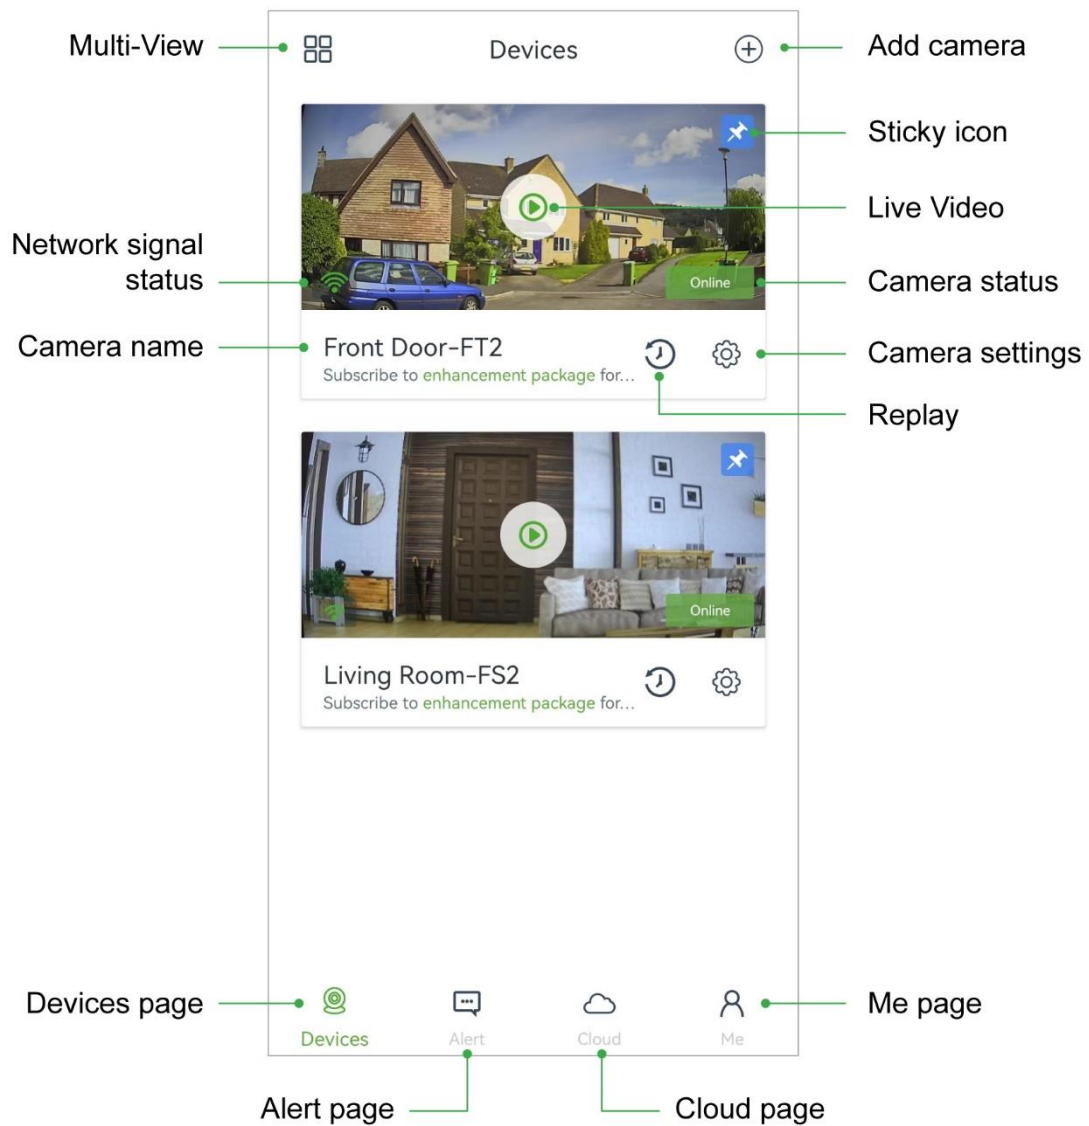 Multi-View
Devices
Add camera
Sticky icon
Live Video
Network signal
status
Online
Camera status
Camera name
Front Door-FT2
Subscribe to enhancement package for...
Camera settings
Replay
Online
Living Room-FS2
Subscribe to enhancement package for...
Devices page
Me page
Devices
Alert
Cloud
Me
Alert page
Cloud page